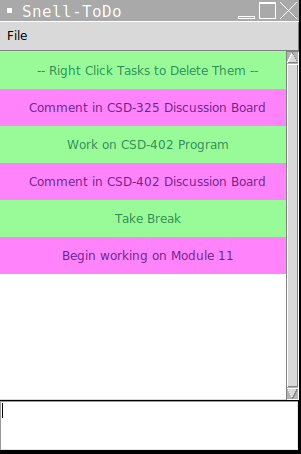 Snell-ToDo
File
-- Right Click Tasks to Delete Them --
Comment in CSD-325 Discussion Board
Work on CSD-402 Program
Comment in CSD-402 Discussion Board
Take Break
Begin working on Module 11